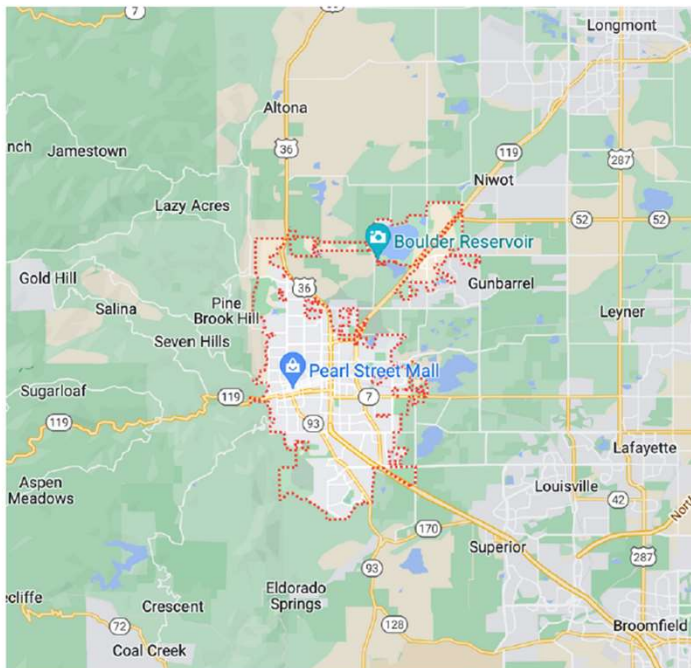 36
7
Longmont
Altona
36
119
287
nch
Jamestown
Niwot
Lazy Acres
52
52
Boulder Reservoir
Gold Hill
36
Gunbarrel
Salina
Pine
Brook Hill
Leyner
Seven Hills
Pearl Street Mall
Sugarloaf
119
7
119
93
Lafayette
Aspen
Meadows
Louisville
42
Nort
170
Superior
93
287
ecliffe
Crescent
Eldorado
Springs
72
128
Broomfield
Coal Creek